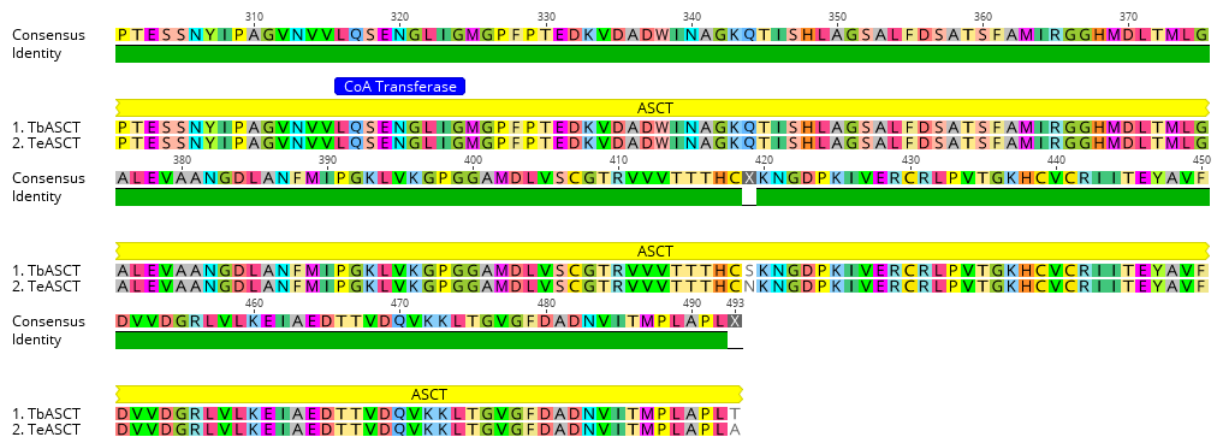 310 320 330 340 350 360 370
Consensus PTESSNYIPAGVNVVLQSENGLIGMGPFPTEDKVDADWINAGKQTISHLAGSALFDSATSFAMIRGGHMDLTMLG
Identity
CoA Transferase
ASCT
1. TbASCT PTESSNYIPAGVNVVLQSENGLIGMGPFPTEDKVDADWINAGKQTISHLAGSALFDSATSFAMIRGGHMDLTMLG
2. TeASCT PTESSNYIPAGVNVVLQSENGLIGMGPFPTEDKVDADWINAGKQTISHLAGSALFDSATSFAMIRGGHMDLTMLG
380 390 400 410 420 430 440 450
Consensus ALEVAANGDLANFMIPGKLVKGPGGAMDLVSCGTRVVVTTTHCXKNGDPKIVERCRLPVTGKHCVCRIITEYAVF
Identity
ASCT
1. TbASCT ALEVAANGDLANFMIPGKLVKGPGGAMDLVSCGTRVVVTTTHCSKNGDPKIVERCRLPVTGKHCVCRIITEYAVF
2. TeASCT ALEVAANGDLANFMIPGKLVKGPGGAMDLVSCGTRVVVTTTHCNKNGDPKIVERCRLPVTGKHCVCRIITEYAVF
460 470 480 490 493
Consensus DVVDGRLVLKEIAEDTTVDQVKKLTGVGFDADNVITMPLAPLX
Identity
ASCT
1. TbASCT DVVDGRLVLKEIAEDTTVDQVKKLTGVGFDADNVITMPLAPLT
2. TeASCT DVVDGRLVLKEIAEDTTVDQVKKLTGVGFDADNVITMPLAPLA